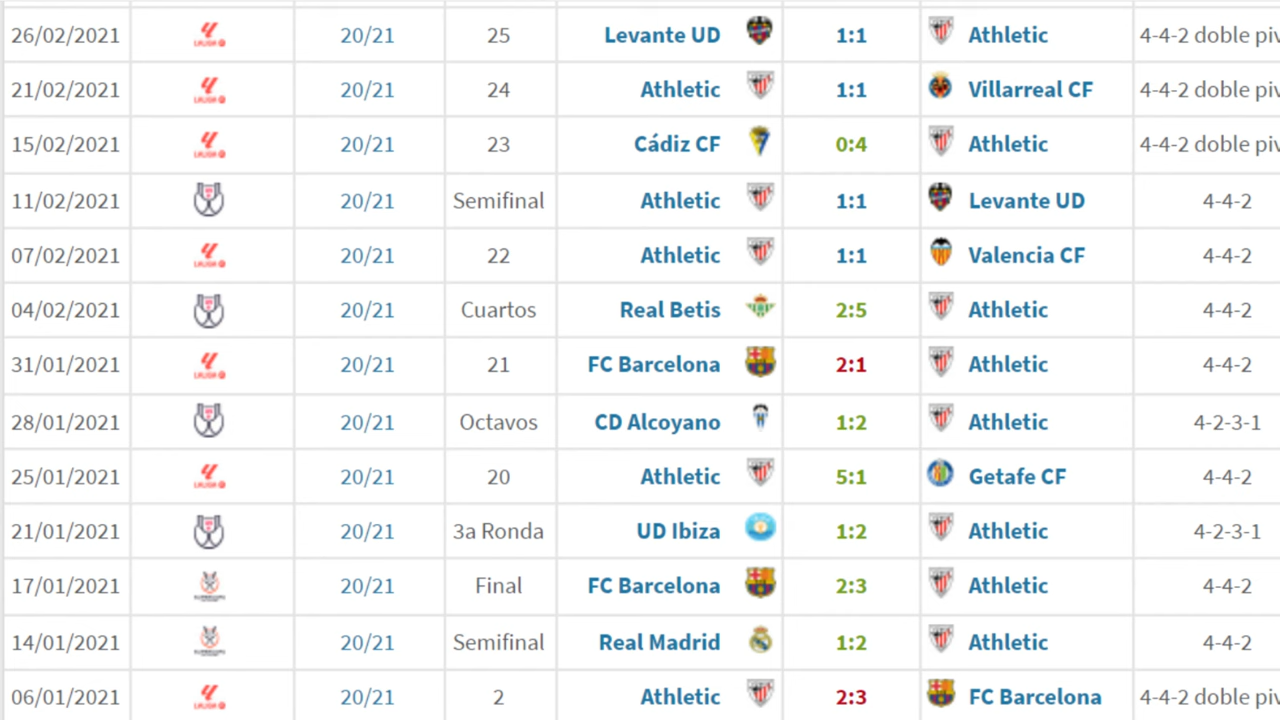 26/02/2021 LALIGA 20/21 25 Levante UD 1:1 Athletic 4-4-2 doble piv
21/02/2021 LALIGA 20/21 24 Athletic 1:1 Villarreal CF 4-4-2 doble piv
15/02/2021 LALIGA 20/21 23 Cádiz CF 0:4 Athletic 4-4-2 doble piv
11/02/2021 20/21 Semifinal Athletic 1:1 Levante UD 4-4-2
07/02/2021 LALIGA 20/21 22 Athletic 1:1 Valencia CF 4-4-2
04/02/2021 20/21 Cuartos Real Betis 2:5 Athletic 4-4-2
31/01/2021 LALIGA 20/21 21 FC Barcelona 2:1 Athletic 4-4-2
28/01/2021 20/21 Octavos CD Alcoyano 1:2 Athletic 4-2-3-1
25/01/2021 LALIGA 20/21 20 Athletic 5:1 Getafe CF 4-4-2
21/01/2021 20/21 3a Ronda UD Ibiza 1:2 Athletic 4-2-3-1
17/01/2021 20/21 Final FC Barcelona 2:3 Athletic 4-4-2
14/01/2021 20/21 Semifinal Real Madrid 1:2 Athletic 4-4-2
06/01/2021 LALIGA 20/21 2 Athletic 2:3 FC Barcelona 4-4-2 doble piv